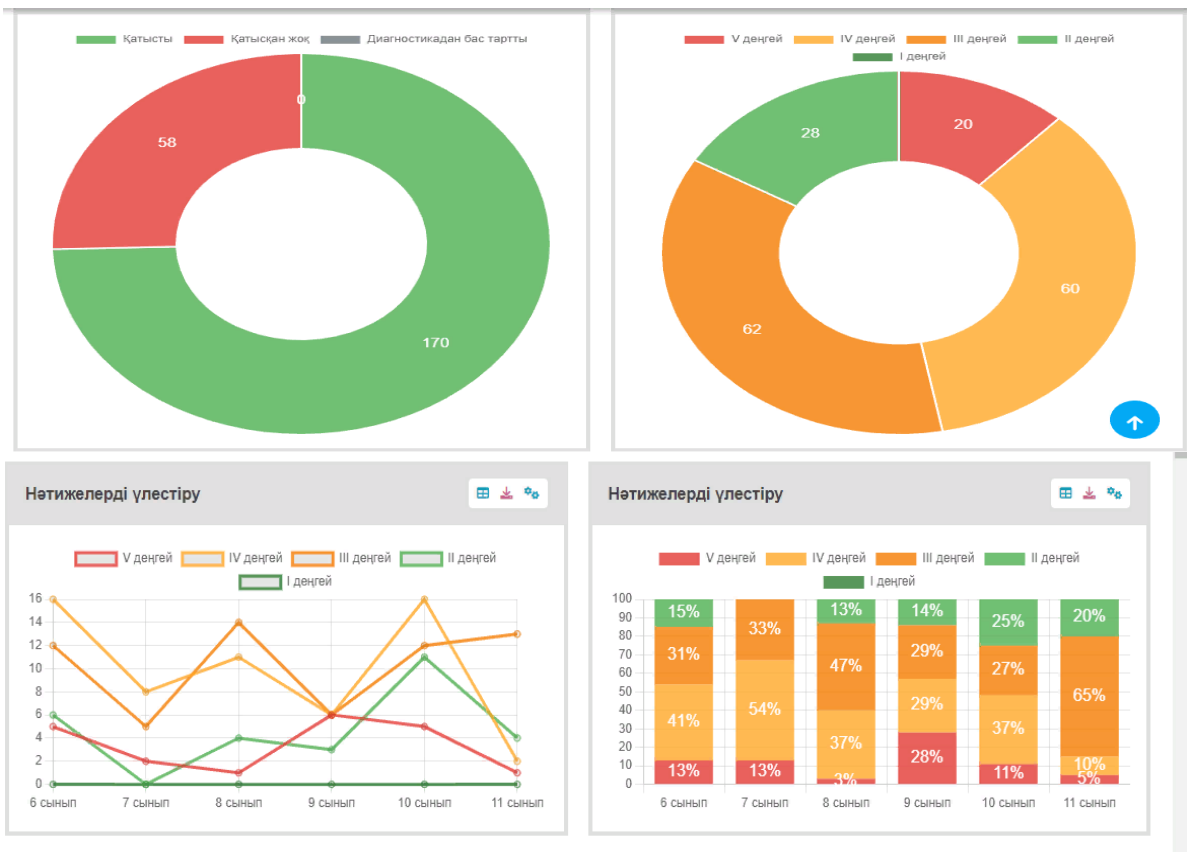 Қатысты Қатысқан жоқ Диагностикадан бас тартты
0
58
170
V деңгей IV деңгей III деңгей II деңгей
I деңгей
28
20
62
60
Нәтижелерді үлестіру
V деңгей IV деңгей III деңгей II деңгей
I деңгей
16
14
12
10
8
6
4
2
0
6 сынып 7 сынып 8 сынып 9 сынып 10 сынып 11 сынып
Нәтижелерді үлестіру
V деңгей IV деңгей III деңгей II деңгей
I деңгей
100
90
80
70
60
50
40
30
20
10
0
15% 13% 14% 25% 20%
31% 33% 47% 29% 27% 65%
41% 54% 37% 29% 37% 10%
13% 13% 3% 28% 11% 5%
6 сынып 7 сынып 8 сынып 9 сынып 10 сынып 11 сынып